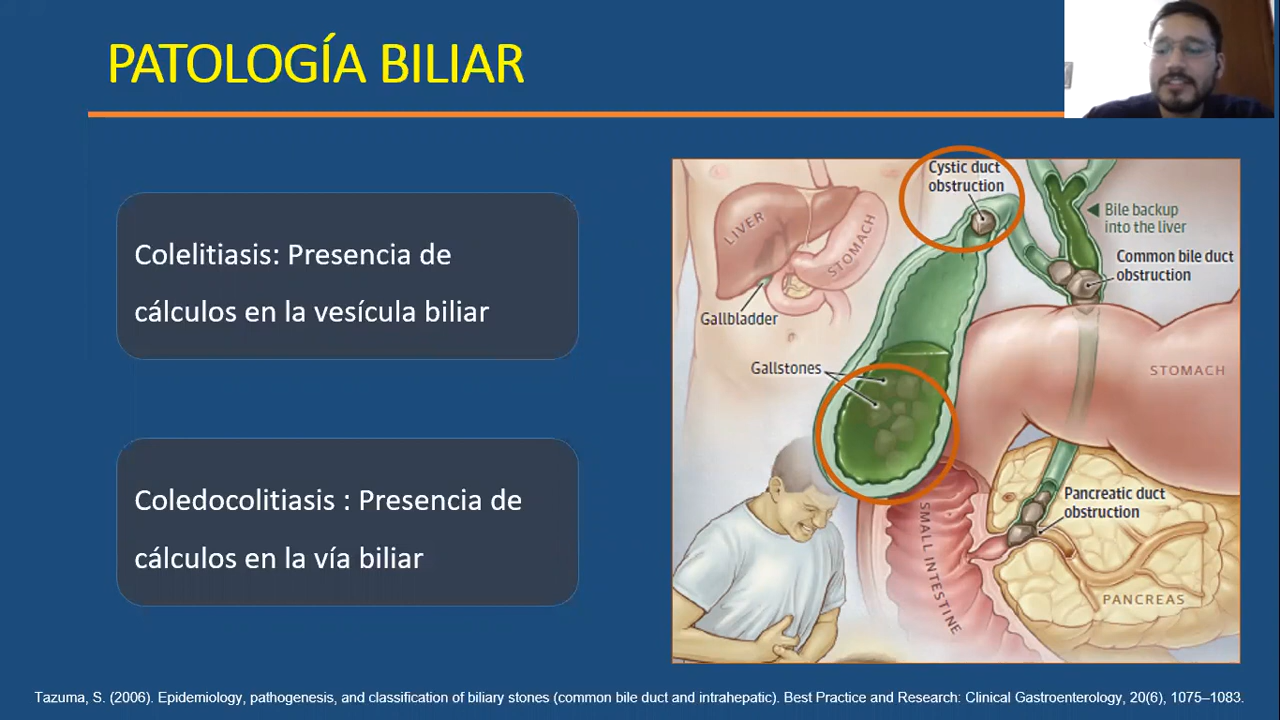 PATOLOGÍA BILIAR
Colelitiasis: Presencia de
cálculos en la vesícula biliar
Coledocolitiasis : Presencia de
cálculos en la vía biliar
Cystic duct
obstruction
LIVER
STOMACH
Bile backup
into the liver
Common bile duct
obstruction
Gallbladder
Gallstones
STOMACH
Pancreatic duct
obstruction
SMALL INTESTINE
PANCREAS
Tazuma, S. (2006). Epidemiology, pathogenesis, and classification of biliary stones (common bile duct and intrahepatic). Best Practice and Research: Clinical Gastroenterology, 20(6), 1075–1083.